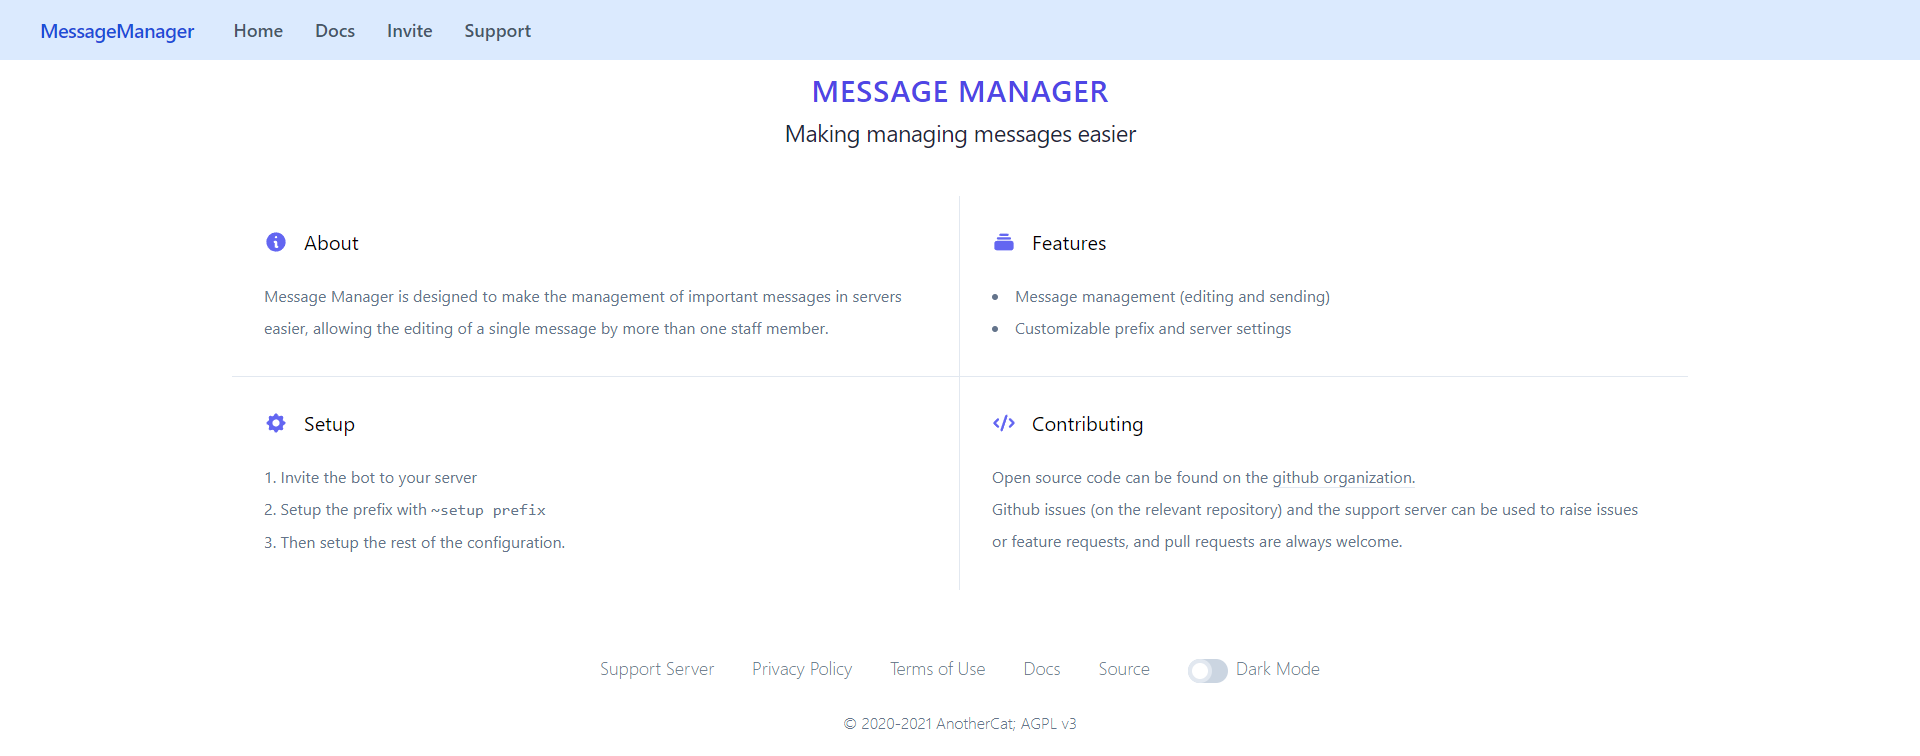 MessageManager Home Docs Invite Support
MESSAGE MANAGER
Making managing messages easier
About
Message Manager is designed to make the management of important messages in servers
easier, allowing the editing of a single message by more than one staff member.
Features
• Message management (editing and sending)
• Customizable prefix and server settings
Setup
1. Invite the bot to your server
2. Setup the prefix with ~setup prefix
3. Then setup the rest of the configuration.
Contributing
Open source code can be found on the github organization.
Github issues (on the relevant repository) and the support server can be used to raise issues
or feature requests, and pull requests are always welcome.
Support Server Privacy Policy Terms of Use Docs Source Dark Mode
© 2020-2021 AnotherCat; AGPL v3